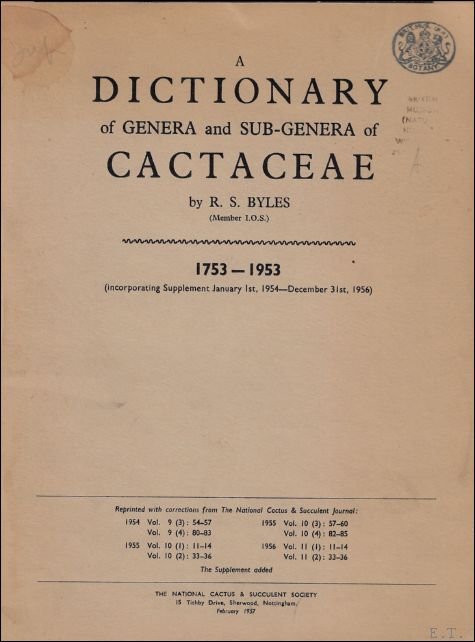 A
DICTIONARY
of GENERA and SUB-GENERA of
CACTACEAE
by R. S. BYLES
(Member I.O.S.)
1753 — 1953
(incorporating Supplement January 1st, 1954—December 31st, 1956)
Reprinted with corrections from The National Cactus & Succulent Journal:
1954 Vol. 9 (3) : 54–57 1955 Vol. 10 (3) : 57–60
Vol. 9 (4) : 80–83 Vol. 10 (4) : 82–85
1955 Vol. 10 (1) : 11–14 1956 Vol. 11 (1) : 11–14
Vol. 10 (2) : 33–36 Vol. 11 (2) : 33–36
The Supplement added
THE NATIONAL CACTUS & SUCCULENT SOCIETY
15 Tichby Drive, Sherwood, Nottingham.
February 1957
E.T.